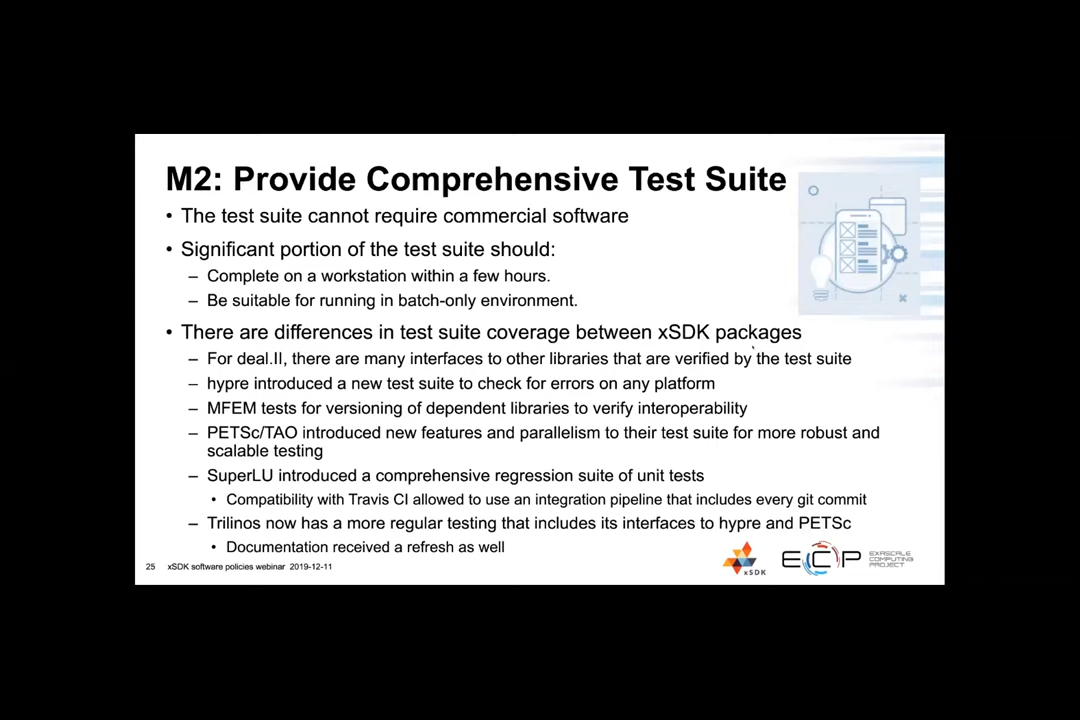 M2: Provide Comprehensive Test Suite
• The test suite cannot require commercial software
• Significant portion of the test suite should:
– Complete on a workstation within a few hours.
– Be suitable for running in batch-only environment.
• There are differences in test suite coverage between xSDK packages
– For deal.II, there are many interfaces to other libraries that are verified by the test suite
– hypre introduced a new test suite to check for errors on any platform
– MFEM tests for versioning of dependent libraries to verify interoperability
– PETSc/TAO introduced new features and parallelism to their test suite for more robust and
scalable testing
– SuperLU introduced a comprehensive regression suite of unit tests
• Compatibility with Travis CI allowed to use an integration pipeline that includes every git commit
– Trilinos now has a more regular testing that includes its interfaces to hypre and PETSc
• Documentation received a refresh as well
25 xSDK software policies webinar 2019-12-11
xSDK
ECP
EXASCALE
COMPUTING
PROJECT